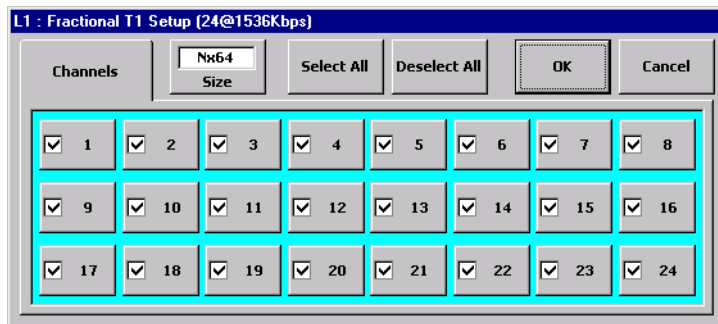 L1 : Fractional T1 Setup (24@1536Kbps)
Channels
Nx64
Size
Select All
Deselect All
OK
Cancel
1 2 3 4 5 6 7 8
9 10 11 12 13 14 15 16
17 18 19 20 21 22 23 24